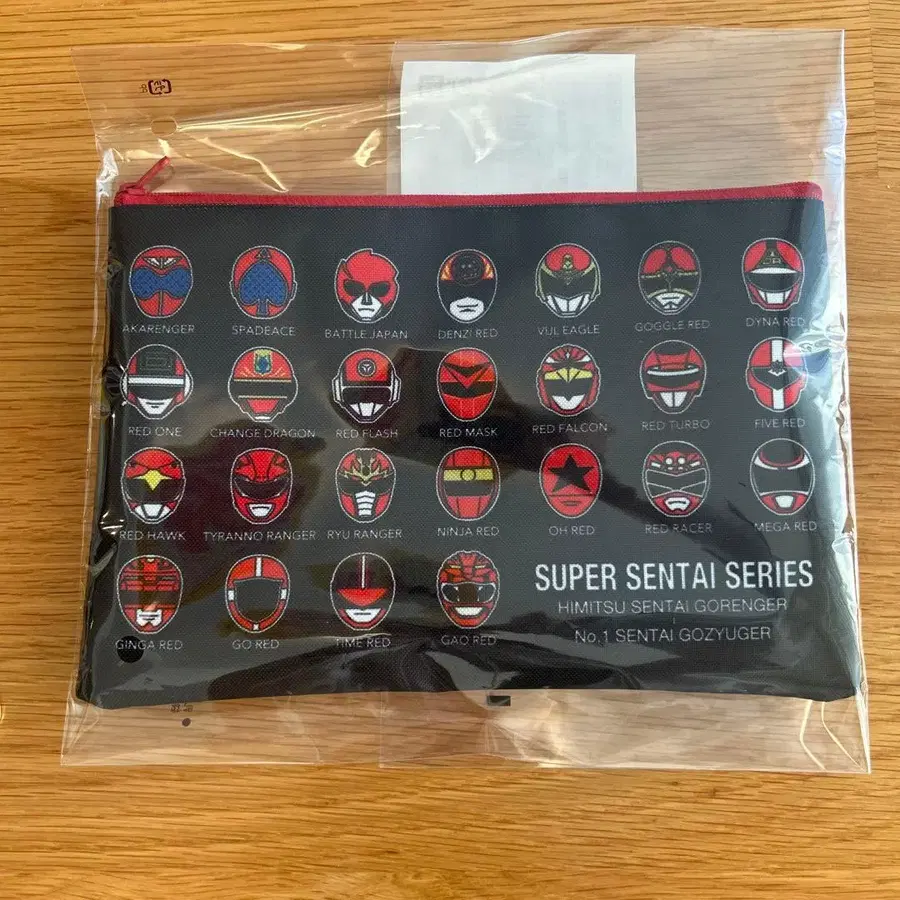 AKARENGER SPADEACE BATTLE JAPAN DENZI RED VUL EAGLE GOGGLE RED DYNA RED
RED ONE CHANGE DRAGON RED FLASH RED MASK RED FALCON RED TURBO FIVE RED
RED HAWK TYRANNO RANGER RYU RANGER NINJA RED OH RED RED RACER MEGA RED
GINGA RED GO RED TIME RED GAO RED
SUPER SENTAI SERIES
HIMITSU SENTAI GORENGER
No.1 SENTAI GOZYUGER